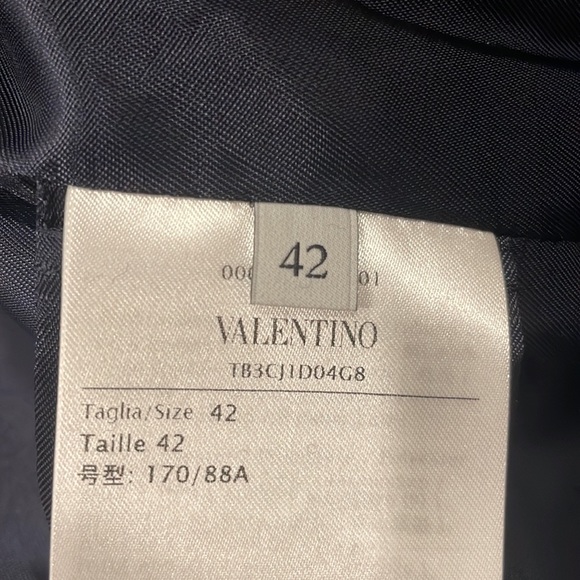 42
VALENTINO
TB3CJ1D04G8
Taglia/Size 42
Taille 42
号型: 170/88A